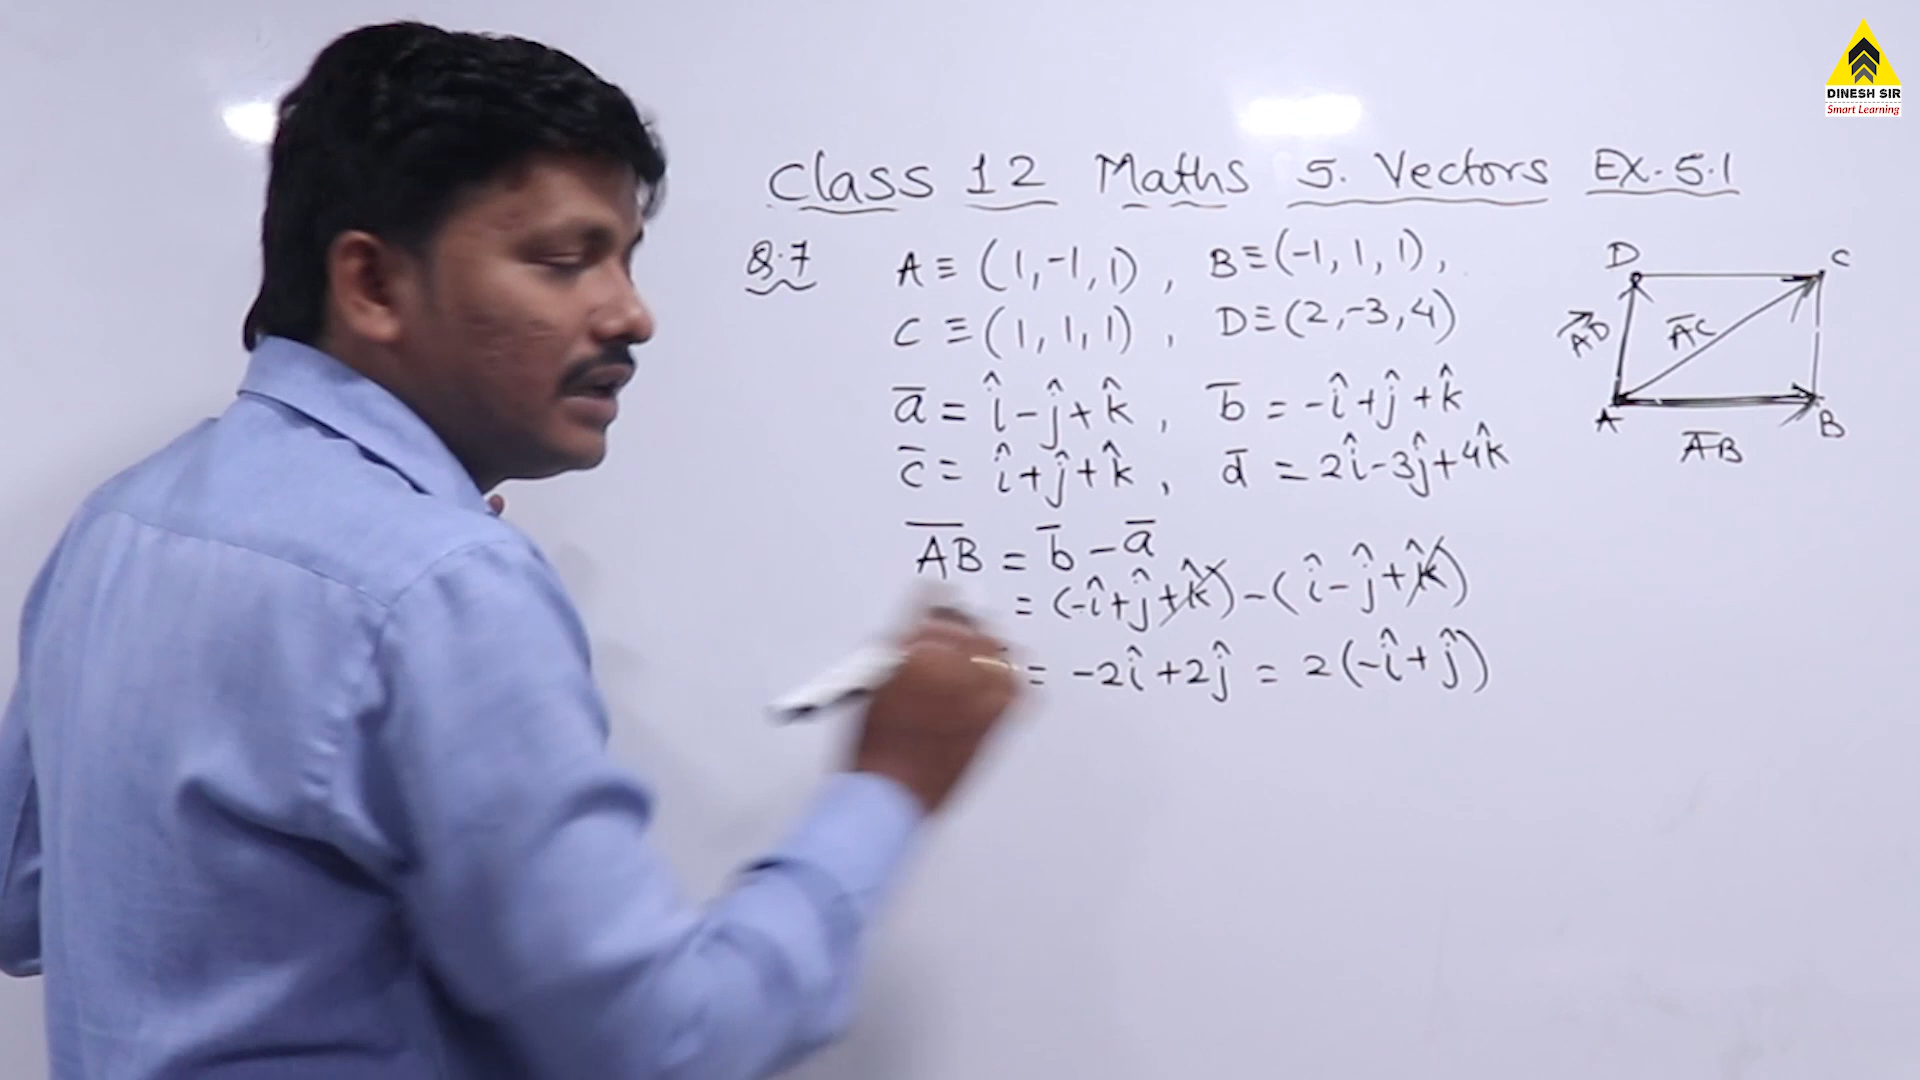 DINESH SIR
Smart Learning
Class 12 Maths 5. Vectors Ex. 5.1
Q.7 A ≡ (1, -1, 1) , B ≡ (-1, 1, 1) ,
C ≡ (1, 1, 1) , D ≡ (2, -3, 4)
a̅ = î - ĵ + k̂ , b̅ = -î + ĵ + k̂
c̅ = î + ĵ + k̂ , d̅ = 2î - 3ĵ + 4k̂
A̅B̅ = b̅ - a̅
= (-î + ĵ + k̂) - (î - ĵ + k̂)
= -2î + 2ĵ = 2(-î + ĵ)
D C
AD AC
A B
AB